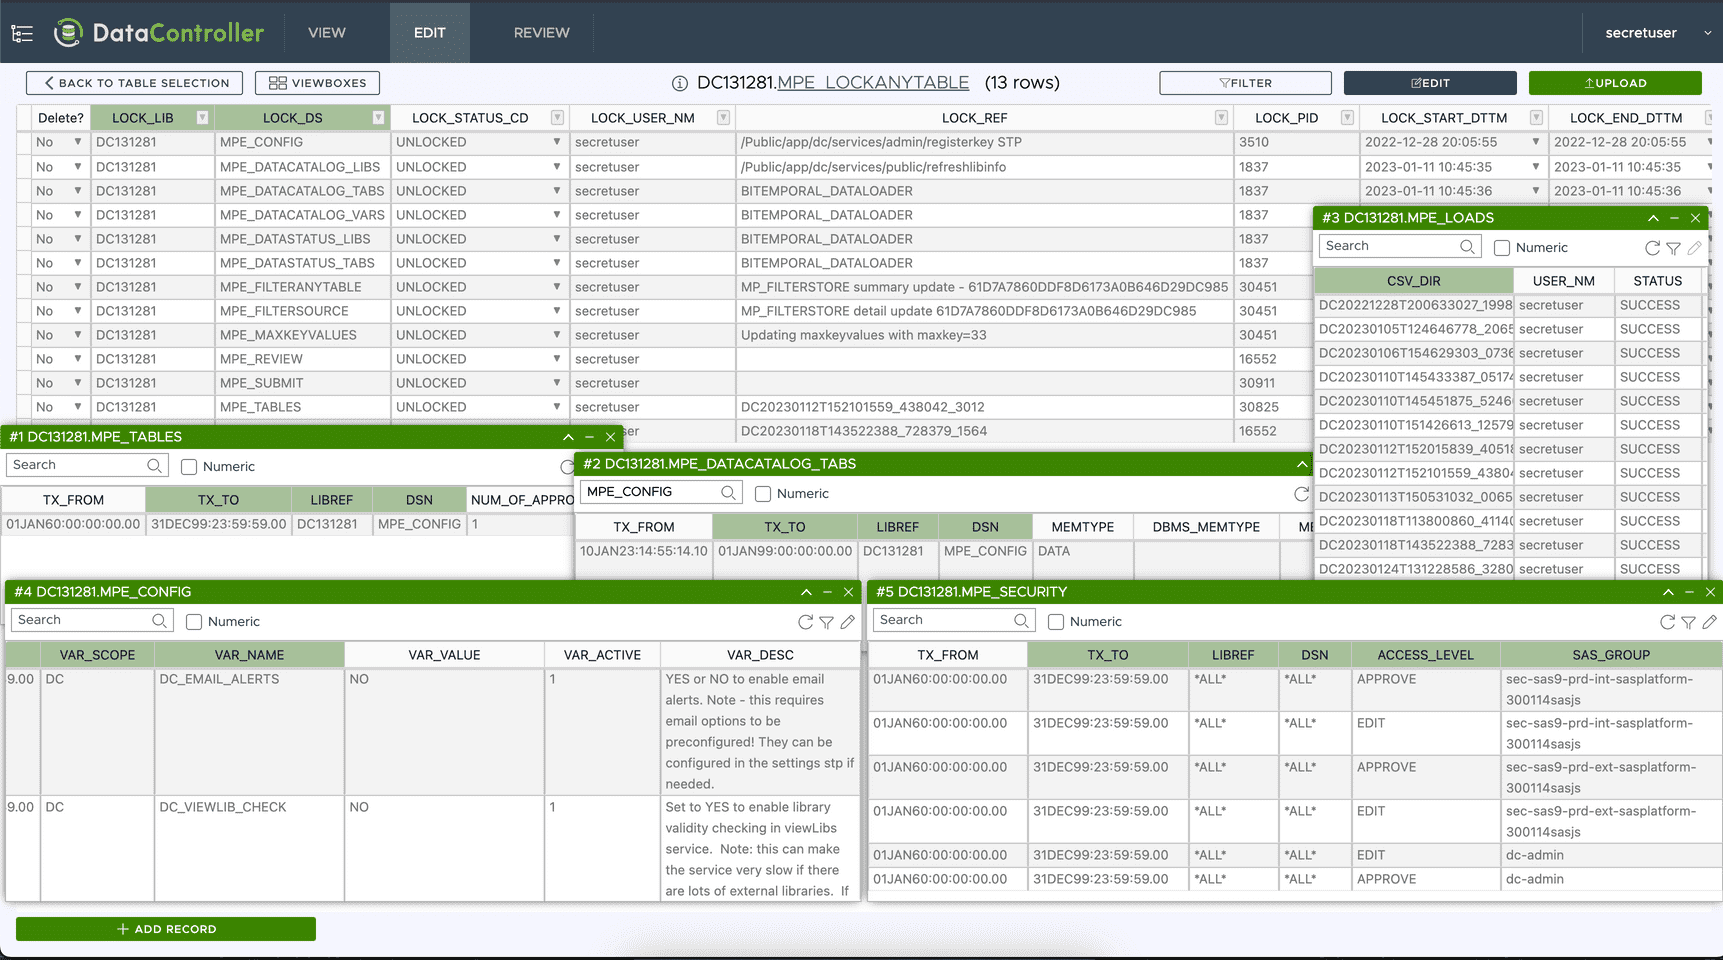 DataController VIEW EDIT REVIEW secretuser
BACK TO TABLE SELECTION VIEWBOXES DC131281.MPE_LOCKANYTABLE (13 rows) FILTER EDIT UPLOAD
Delete? LOCK_LIB LOCK_DS LOCK_STATUS_CD LOCK_USER_NM LOCK_REF LOCK_PID LOCK_START_DTTM LOCK_END_DTTM
No DC131281 MPE_CONFIG UNLOCKED secretuser /Public/app/dc/services/admin/registerkey STP 3510 2022-12-28 20:05:55 2022-12-28 20:05:55
No DC131281 MPE_DATACATALOG_LIBS UNLOCKED secretuser /Public/app/dc/services/public/refreshlibinfo 1837 2023-01-11 10:45:35 2023-01-11 10:45:35
No DC131281 MPE_DATACATALOG_TABS UNLOCKED secretuser BITEMPORAL_DATALOADER 1837 2023-01-11 10:45:36 2023-01-11 10:45:36
No DC131281 MPE_DATACATALOG_VARS UNLOCKED secretuser BITEMPORAL_DATALOADER 1837
No DC131281 MPE_DATASTATUS_LIBS UNLOCKED secretuser BITEMPORAL_DATALOADER 1837
No DC131281 MPE_DATASTATUS_TABS UNLOCKED secretuser BITEMPORAL_DATALOADER 1837
No DC131281 MPE_FILTERANYTABLE UNLOCKED secretuser MP_FILTERSTORE summary update - 61D7A7860DDF8D6173A0B646D29DC985 30451
No DC131281 MPE_FILTERSOURCE UNLOCKED secretuser MP_FILTERSTORE detail update 61D7A7860DDF8D6173A0B646D29DC985 30451
No DC131281 MPE_MAXKEYVALUES UNLOCKED secretuser Updating maxkeyvalues with maxkey=33 30451
No DC131281 MPE_REVIEW UNLOCKED secretuser 16552
No DC131281 MPE_SUBMIT UNLOCKED secretuser 30911
No DC131281 MPE_TABLES UNLOCKED secretuser DC20230112T152101559_438042_3012 30825
ser DC20230118T143522388_728379_1564 16552
#3 DC131281.MPE_LOADS
Search Numeric
CSV_DIR USER_NM STATUS
DC20221228T200633027_1998 secretuser SUCCESS
DC20230105T124646778_2065 secretuser SUCCESS
DC20230106T154629303_0736 secretuser SUCCESS
DC20230110T145433387_05174 secretuser SUCCESS
DC20230110T145451875_5246 secretuser SUCCESS
DC20230110T151426613_12579 secretuser SUCCESS
DC20230112T152015839_40518 secretuser SUCCESS
DC20230112T152101559_43804 secretuser SUCCESS
DC20230113T150531032_0065 secretuser SUCCESS
DC20230118T113800860_41140 secretuser SUCCESS
DC20230118T143522388_7283 secretuser SUCCESS
DC20230124T131228586_3280 secretuser SUCCESS
#1 DC131281.MPE_TABLES
Search Numeric
TX_FROM TX_TO LIBREF DSN NUM_OF_APPRO
01JAN60:00:00:00.00 31DEC99:23:59:59.00 DC131281 MPE_CONFIG 1
#2 DC131281.MPE_DATACATALOG_TABS
MPE_CONFIG Numeric
TX_FROM TX_TO LIBREF DSN MEMTYPE DBMS_MEMTYPE
10JAN23:14:55:14.10 01JAN99:00:00:00.00 DC131281 MPE_CONFIG DATA
#4 DC131281.MPE_CONFIG
Search Numeric
VAR_SCOPE VAR_NAME VAR_VALUE VAR_ACTIVE VAR_DESC
9.00 DC DC_EMAIL_ALERTS NO 1 YES or NO to enable email
alerts. Note - this requires
email options to be
preconfigured! They can be
configured in the settings stp if
needed.
9.00 DC DC_VIEWLIB_CHECK NO 1 Set to YES to enable library
validity checking in viewLibs
service. Note: this can make
the service very slow if there
are lots of external libraries. If
#5 DC131281.MPE_SECURITY
Search Numeric
TX_FROM TX_TO LIBREF DSN ACCESS_LEVEL SAS_GROUP
01JAN60:00:00:00.00 31DEC99:23:59:59.00 *ALL* *ALL* APPROVE sec-sas9-prd-int-sasplatform-
300114sasjs
01JAN60:00:00:00.00 31DEC99:23:59:59.00 *ALL* *ALL* EDIT sec-sas9-prd-int-sasplatform-
300114sasjs
01JAN60:00:00:00.00 31DEC99:23:59:59.00 *ALL* *ALL* APPROVE sec-sas9-prd-ext-sasplatform-
300114sasjs
01JAN60:00:00:00.00 31DEC99:23:59:59.00 *ALL* *ALL* EDIT sec-sas9-prd-ext-sasplatform-
300114sasjs
01JAN60:00:00:00.00 31DEC99:23:59:59.00 *ALL* *ALL* EDIT dc-admin
01JAN60:00:00:00.00 31DEC99:23:59:59.00 *ALL* *ALL* APPROVE dc-admin
ADD RECORD